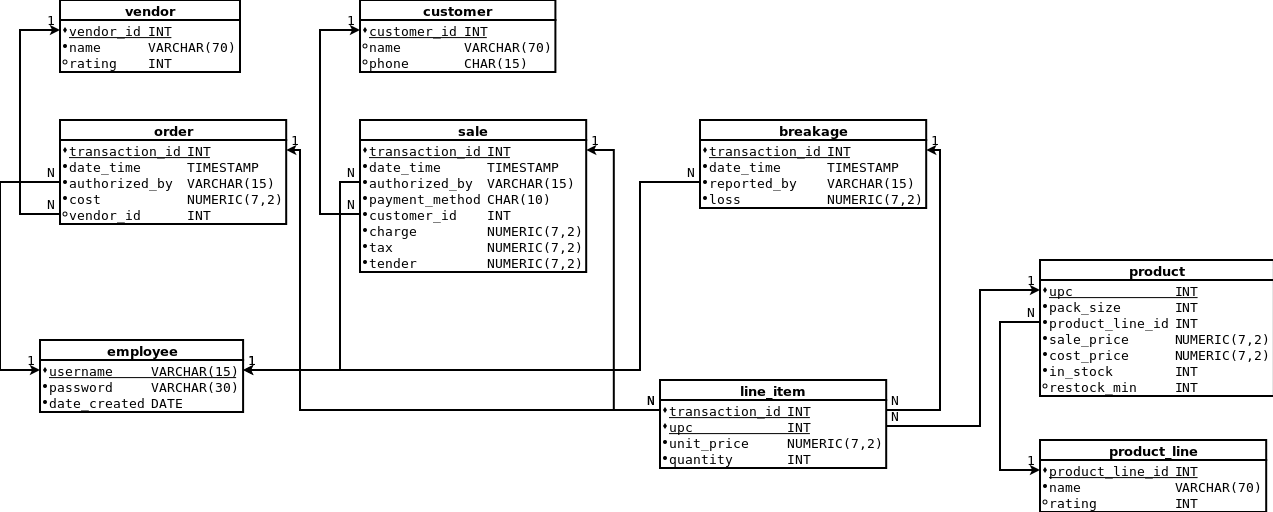 vendor
vendor_id INT
name VARCHAR(70)
rating INT
1
customer
customer_id INT
name VARCHAR(70)
phone CHAR(15)
1
order
transaction_id INT
date_time TIMESTAMP
authorized_by VARCHAR(15)
cost NUMERIC(7,2)
vendor_id INT
1
N
N
sale
transaction_id INT
date_time TIMESTAMP
authorized_by VARCHAR(15)
payment_method CHAR(10)
customer_id INT
charge NUMERIC(7,2)
tax NUMERIC(7,2)
tender NUMERIC(7,2)
1
N
N
breakage
transaction_id INT
date_time TIMESTAMP
reported_by VARCHAR(15)
loss NUMERIC(7,2)
1
N
product
upc INT
pack_size INT
product_line_id INT
sale_price NUMERIC(7,2)
cost_price NUMERIC(7,2)
in_stock INT
restock_min INT
1
N
employee
username VARCHAR(15)
password VARCHAR(30)
date_created DATE
1
1
line_item
transaction_id INT
upc INT
unit_price NUMERIC(7,2)
quantity INT
N
N
N
product_line
product_line_id INT
name VARCHAR(70)
rating INT
1